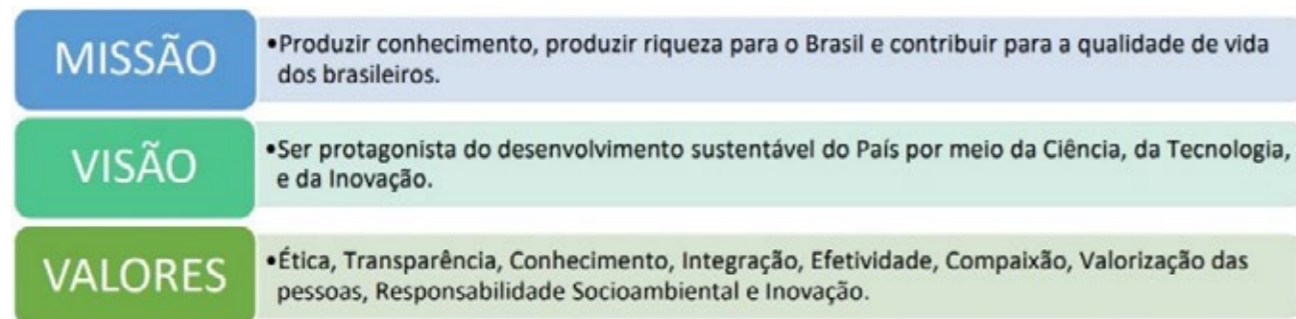 MISSÃO
•Produzir conhecimento, produzir riqueza para o Brasil e contribuir para a qualidade de vida
dos brasileiros.
VISÃO
•Ser protagonista do desenvolvimento sustentável do País por meio da Ciência, da Tecnologia,
e da Inovação.
VALORES
•Ética, Transparência, Conhecimento, Integração, Efetividade, Compaixão, Valorização das
pessoas, Responsabilidade Socioambiental e Inovação.